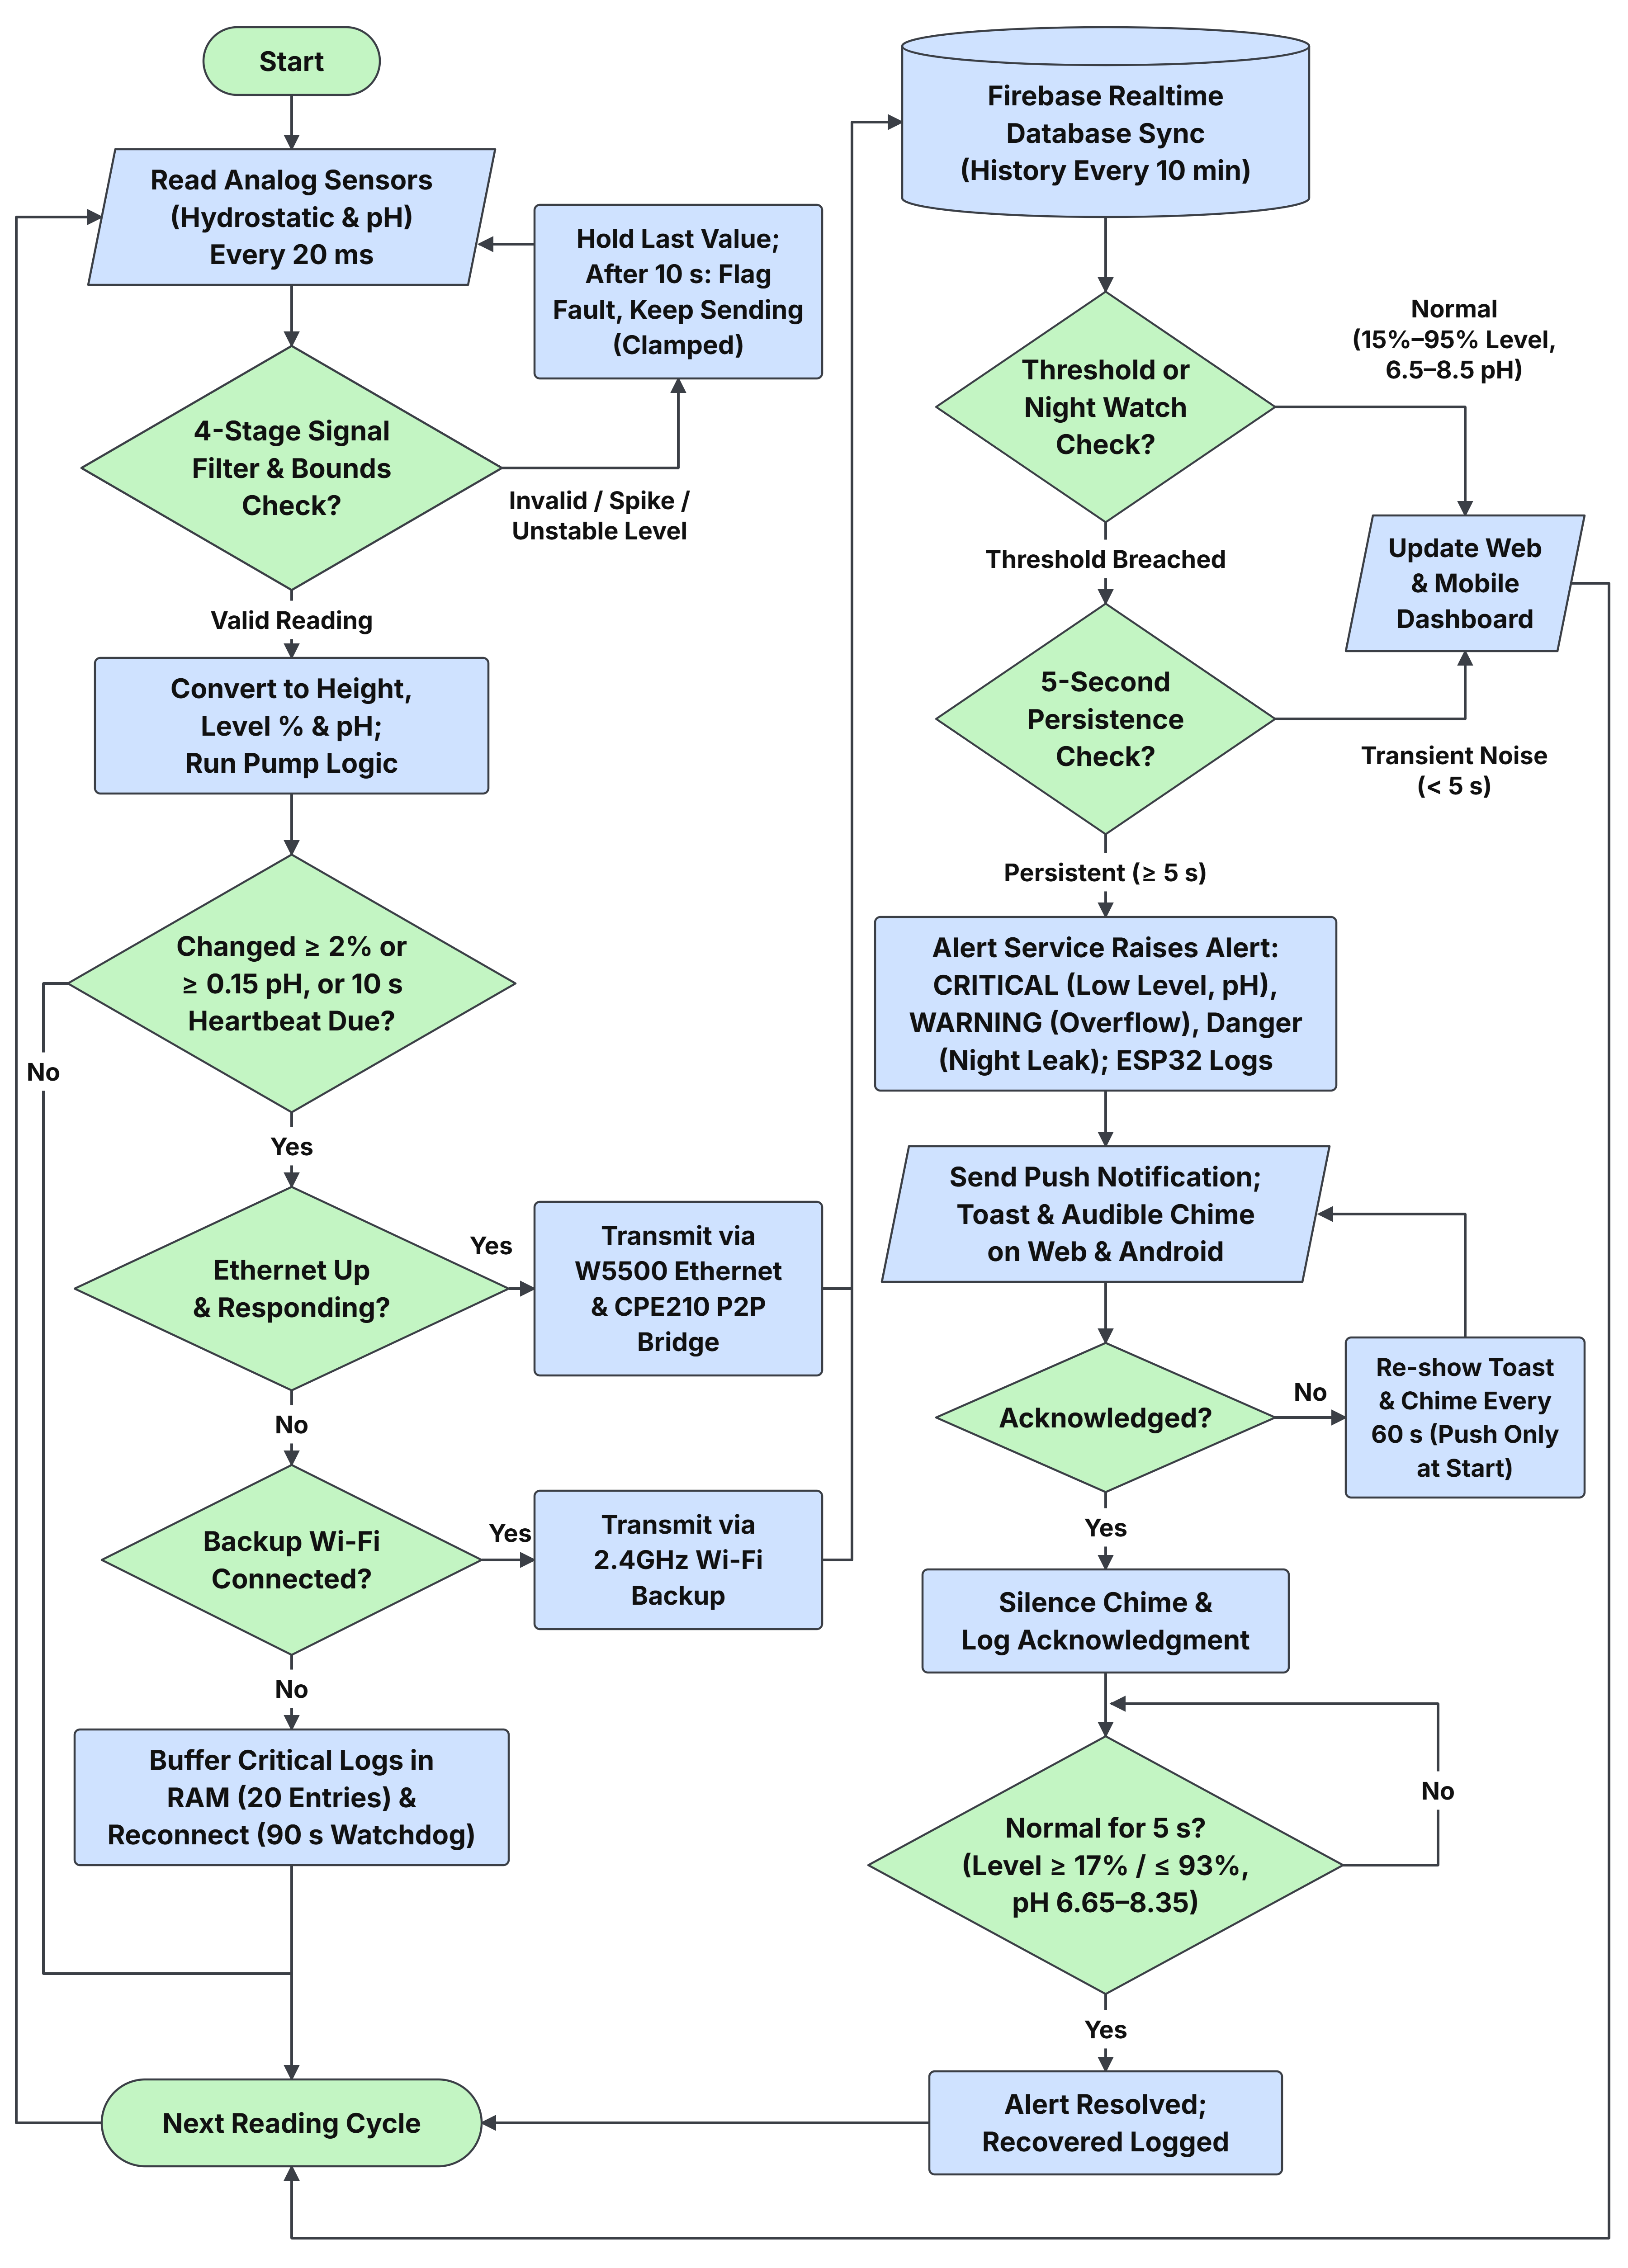 Start
Read Analog Sensors
(Hydrostatic & pH)
Every 20 ms
Hold Last Value;
After 10 s: Flag
Fault, Keep Sending
(Clamped)
4-Stage Signal
Filter & Bounds
Check?
Invalid / Spike /
Unstable Level
Valid Reading
Convert to Height,
Level % & pH;
Run Pump Logic
Changed ≥ 2% or
≥ 0.15 pH, or 10 s
Heartbeat Due?
No
Yes
Ethernet Up
& Responding?
Yes
Transmit via
W5500 Ethernet
& CPE210 P2P
Bridge
No
Backup Wi-Fi
Connected?
Yes
Transmit via
2.4GHz Wi-Fi
Backup
No
Buffer Critical Logs in
RAM (20 Entries) &
Reconnect (90 s Watchdog)
Next Reading Cycle
Firebase Realtime
Database Sync
(History Every 10 min)
Threshold or
Night Watch
Check?
Normal
(15%–95% Level,
6.5–8.5 pH)
Update Web
& Mobile
Dashboard
Threshold Breached
5-Second
Persistence
Check?
Transient Noise
(< 5 s)
Persistent (≥ 5 s)
Alert Service Raises Alert:
CRITICAL (Low Level, pH),
WARNING (Overflow), Danger
(Night Leak); ESP32 Logs
Send Push Notification;
Toast & Audible Chime
on Web & Android
Acknowledged?
No
Re-show Toast
& Chime Every
60 s (Push Only
at Start)
Yes
Silence Chime &
Log Acknowledgment
Normal for 5 s?
(Level ≥ 17% / ≤ 93%,
pH 6.65–8.35)
No
Yes
Alert Resolved;
Recovered Logged